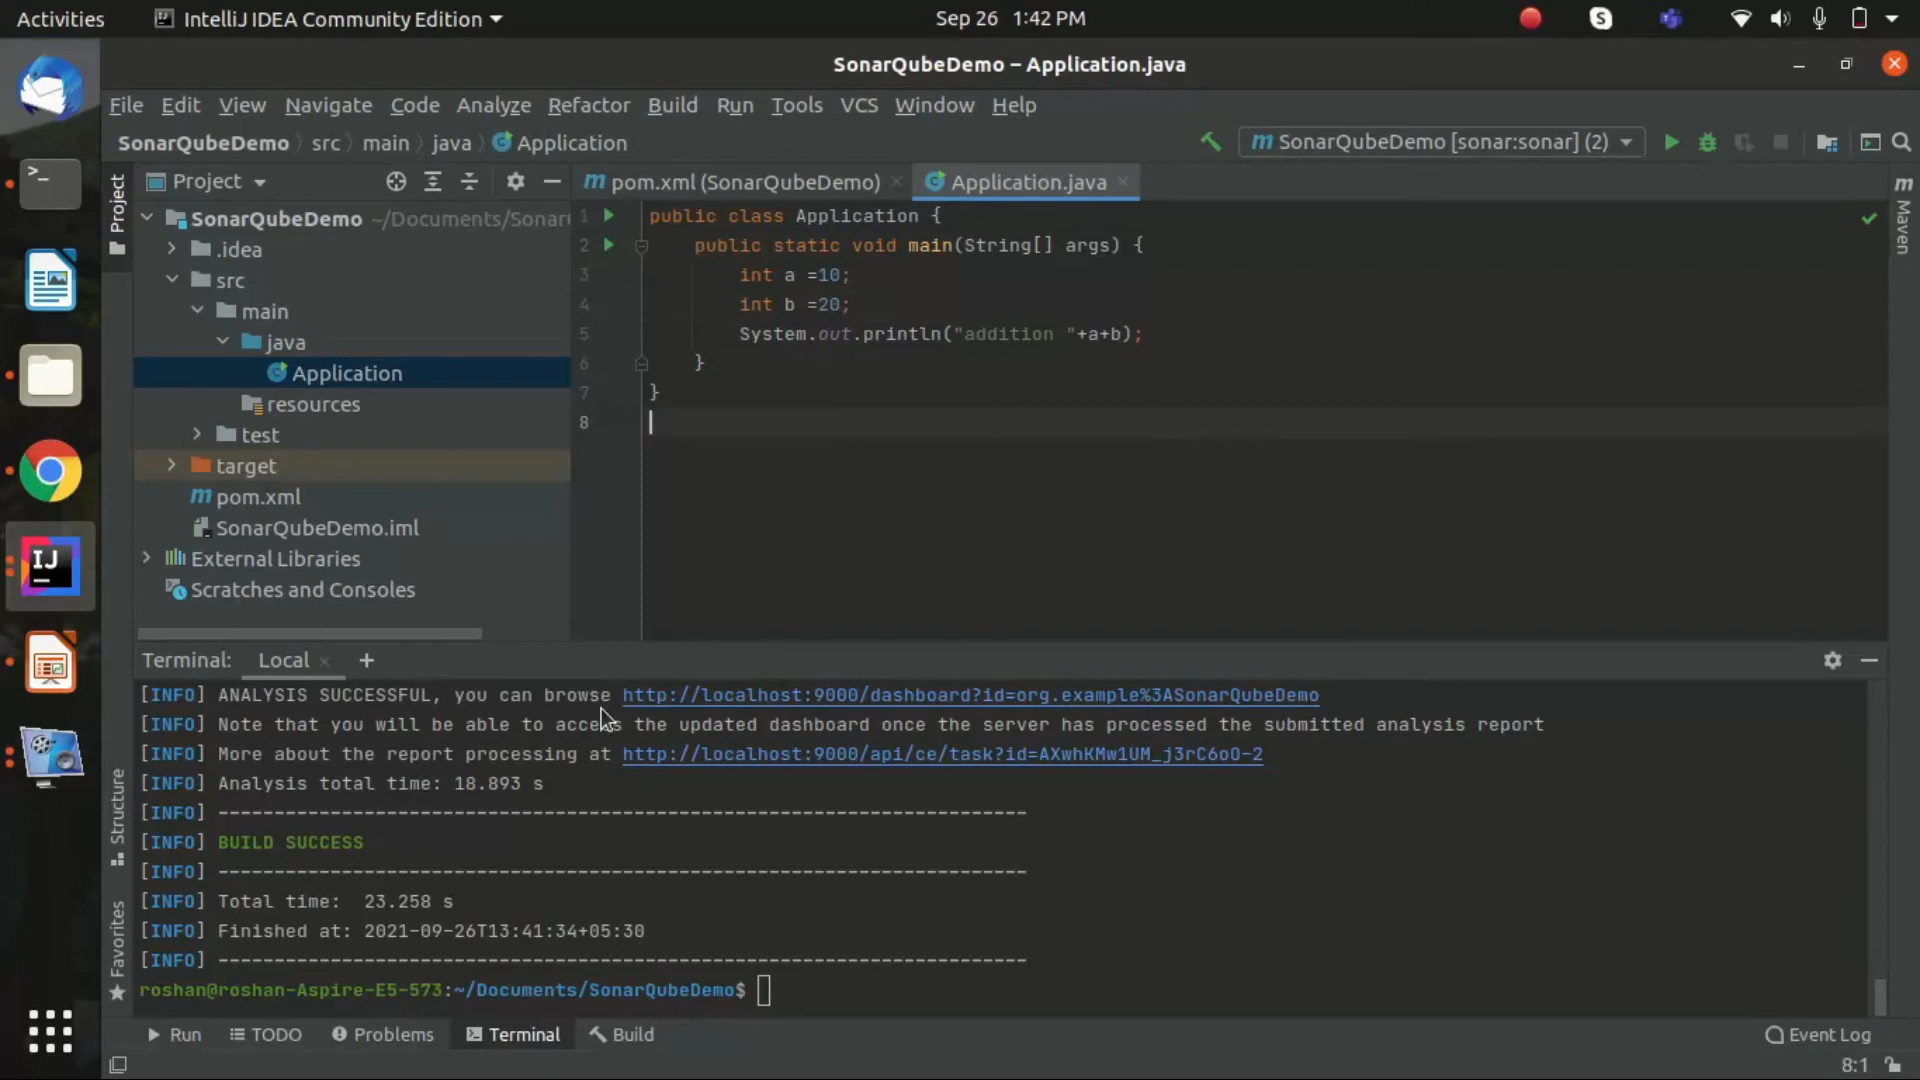 Activities IntelliJ IDEA Community Edition Sep 26 1:42 PM
SonarQubeDemo – Application.java
File Edit View Navigate Code Analyze Refactor Build Run Tools VCS Window Help
SonarQubeDemo src main java Application SonarQubeDemo [sonar:sonar] (2)
Project pom.xml (SonarQubeDemo) Application.java
Project
Maven
SonarQubeDemo ~/Documents/Sonar
.idea
src
main
java
Application
resources
test
target
pom.xml
SonarQubeDemo.iml
External Libraries
Scratches and Consoles
1 public class Application {
2 public static void main(String[] args) {
3 int a =10;
4 int b =20;
5 System.out.println("addition "+a+b);
6 }
7 }
8
Terminal: Local +
[INFO] ANALYSIS SUCCESSFUL, you can browse http://localhost:9000/dashboard?id=org.example%3ASonarQubeDemo
[INFO] Note that you will be able to access the updated dashboard once the server has processed the submitted analysis report
[INFO] More about the report processing at http://localhost:9000/api/ce/task?id=AXwhKMw1UM_j3rC6oO-2
[INFO] Analysis total time: 18.893 s
[INFO] ------------------------------------------------------------------------
[INFO] BUILD SUCCESS
[INFO] ------------------------------------------------------------------------
[INFO] Total time:  23.258 s
[INFO] Finished at: 2021-09-26T13:41:34+05:30
[INFO] ------------------------------------------------------------------------
roshan@roshan-Aspire-E5-573:~/Documents/SonarQubeDemo$
Structure
Favorites
Run TODO Problems Terminal Build Event Log
8:1